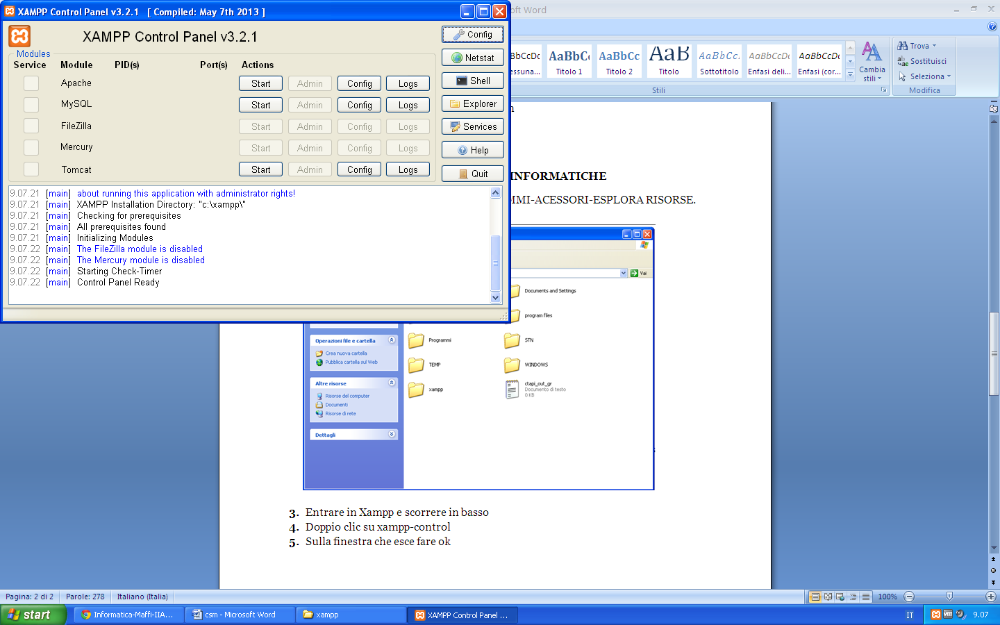 XAMPP Control Panel v3.2.1 [ Compiled: May 7th 2013 ]
oft Word
XAMPP Control Panel v3.2.1
Config
Modules
Service Module PID(s) Port(s) Actions
Netstat
Apache Start Admin Config Logs
Shell
MySQL Start Admin Config Logs
Explorer
FileZilla Start Admin Config Logs
Services
Mercury Start Admin Config Logs
Help
Tomcat Start Admin Config Logs
Quit
9.07.21 [main] about running this application with administrator rights!
9.07.21 [main] XAMPP Installation Directory: "c:\xampp\"
9.07.21 [main] Checking for prerequisites
9.07.21 [main] All prerequisites found
9.07.21 [main] Initializing Modules
9.07.22 [main] The FileZilla module is disabled
9.07.22 [main] The Mercury module is disabled
9.07.22 [main] Starting Check-Timer
9.07.22 [main] Control Panel Ready
bCcDc AaBbCc AaBbCc AaB AaBbCc. AaBbCcDc AaBbCcDc
essuna... Titolo 1 Titolo 2 Titolo Sottotitolo Enfasi deli... Enfasi (cor...
Cambia
stili
Stili
Trova
Sostituisci
Seleziona
Modifica
n
INFORMATICHE
MMI-ACESSORI-ESPLORA RISORSE.
Vai
Documents and Settings
program files
Programmi STN
TEMP WINDOWS
xampp ctapi_out_gr
Documento di testo
0 KB
Operazioni file e cartella
Crea nuova cartella
Pubblica cartella sul Web
Altre risorse
Risorse del computer
Documenti
Risorse di rete
Dettagli
3. Entrare in Xampp e scorrere in basso
4. Doppio clic su xampp-control
5. Sulla finestra che esce fare ok
Pagina: 2 di 2 Parole: 278 Italiano (Italia) 100%
start Informatica-Maffi-IIA... csm - Microsoft Word xampp XAMPP Control Panel ... IT 9.07